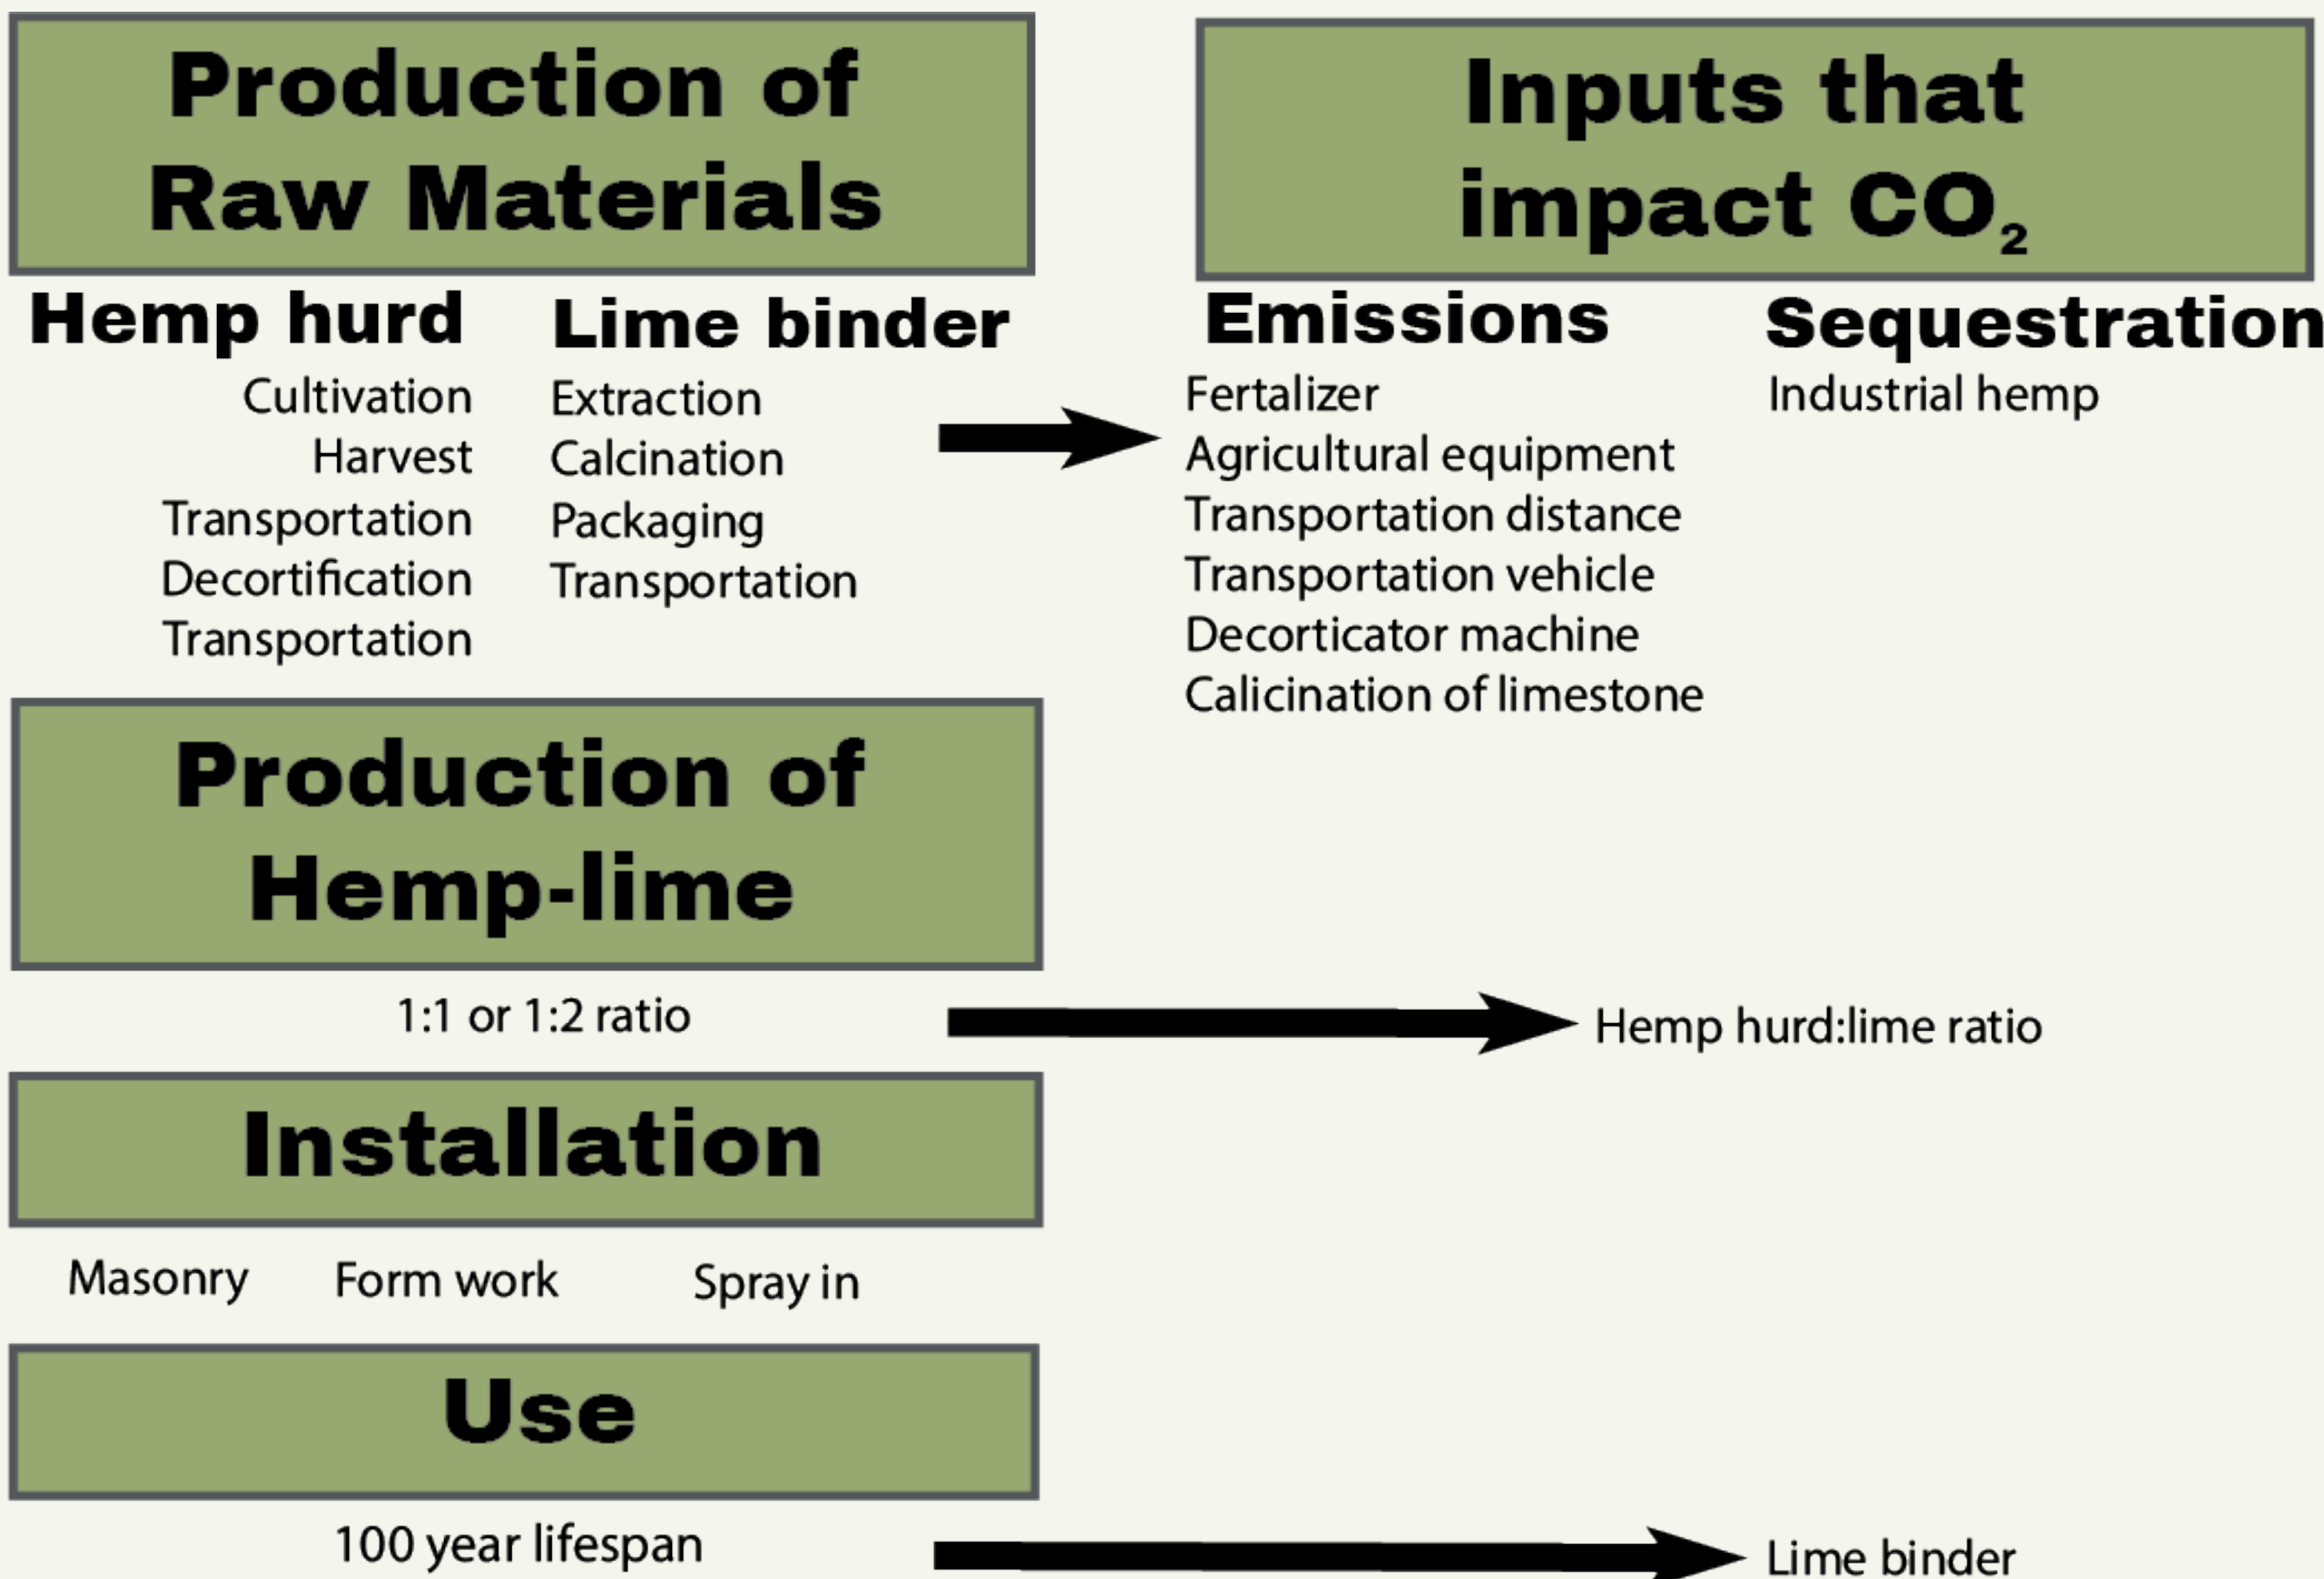 Production of
Raw Materials
Inputs that
impact CO₂
Hemp hurd
Cultivation
Harvest
Transportation
Decortification
Transportation
Lime binder
Extraction
Calcination
Packaging
Transportation
Emissions
Fertalizer
Agricultural equipment
Transportation distance
Transportation vehicle
Decorticator machine
Calicination of limestone
Sequestration
Industrial hemp
Production of
Hemp-lime
1:1 or 1:2 ratio
Hemp hurd:lime ratio
Installation
Masonry
Form work
Spray in
Use
100 year lifespan
Lime binder